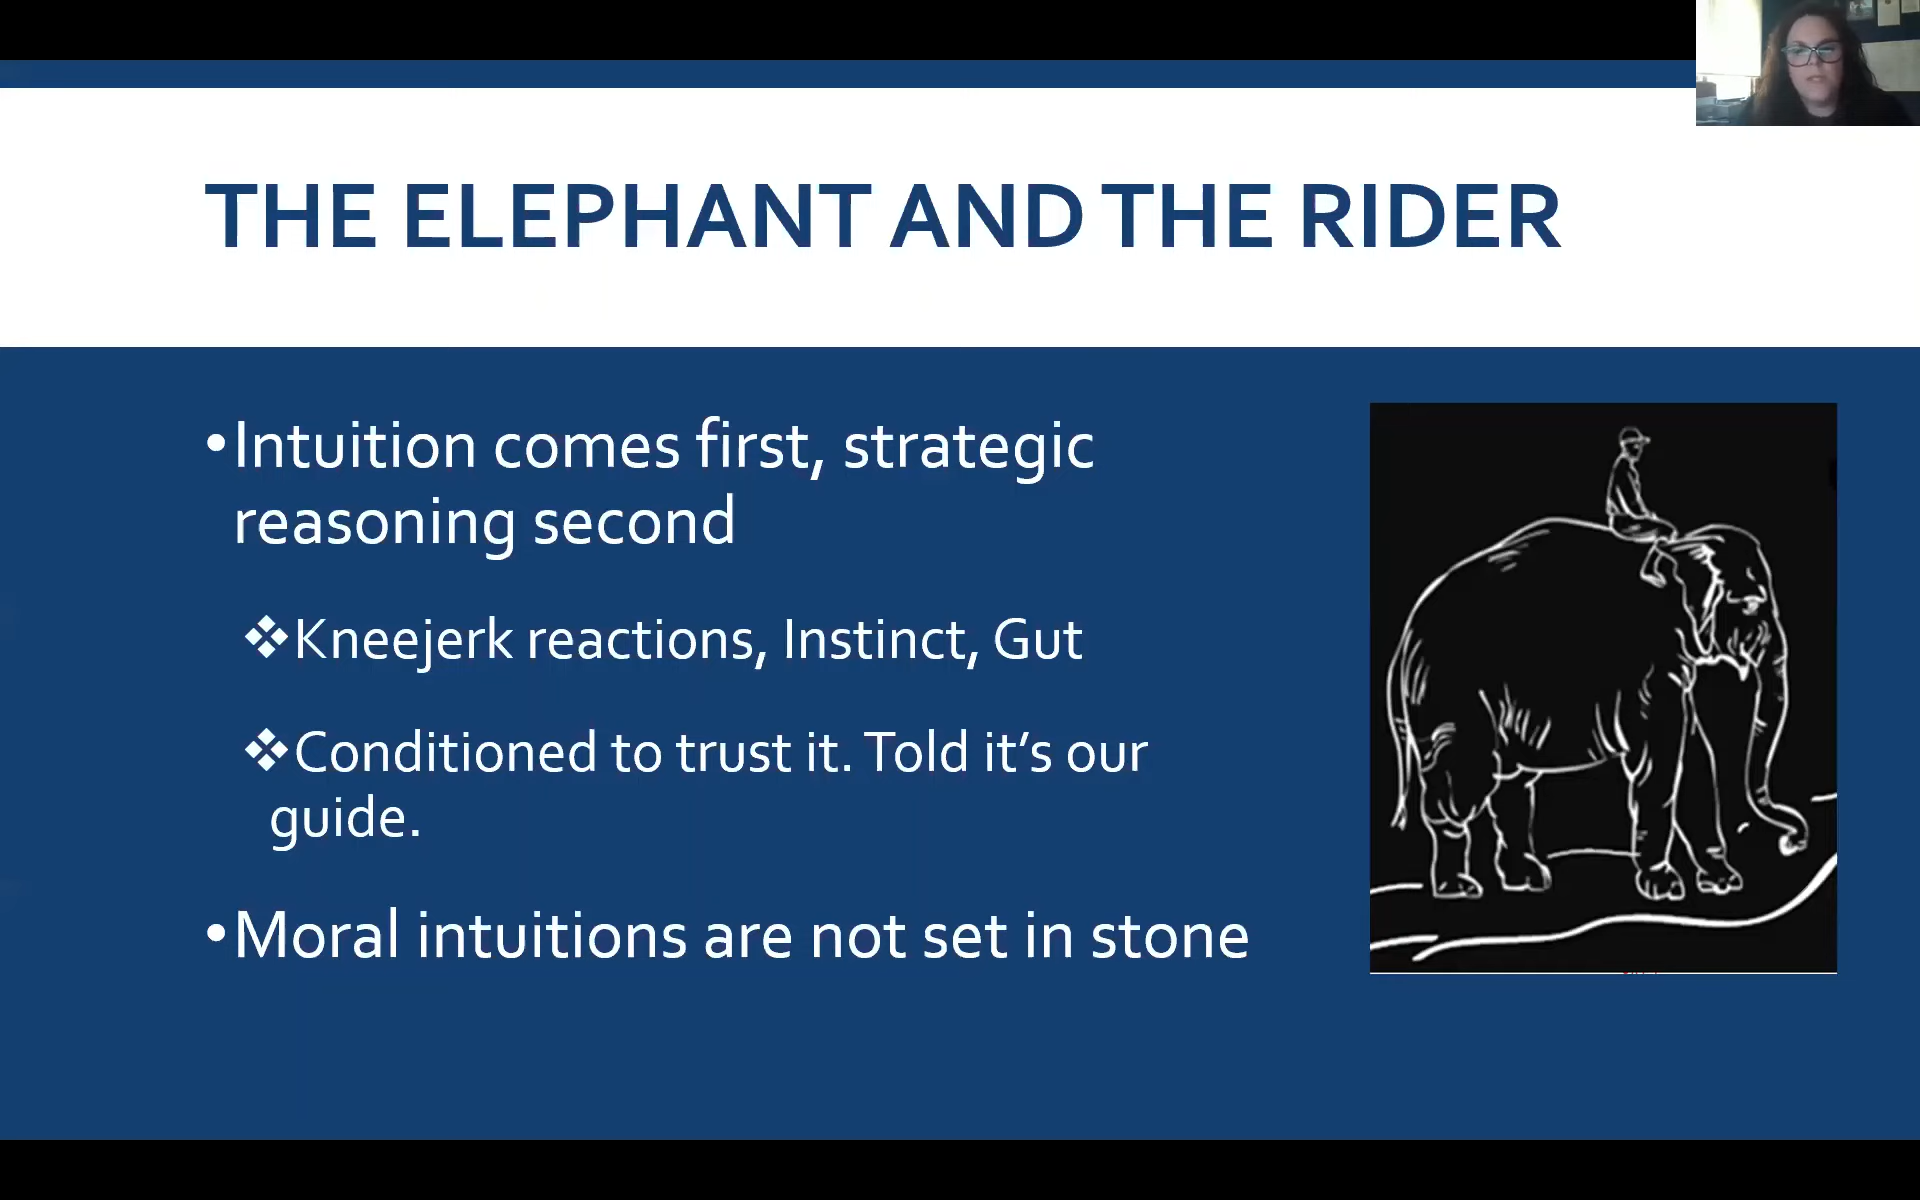 THE ELEPHANT AND THE RIDER
•Intuition comes first, strategic
reasoning second
❖Kneejerk reactions, Instinct, Gut
❖Conditioned to trust it. Told it’s our
guide.
•Moral intuitions are not set in stone